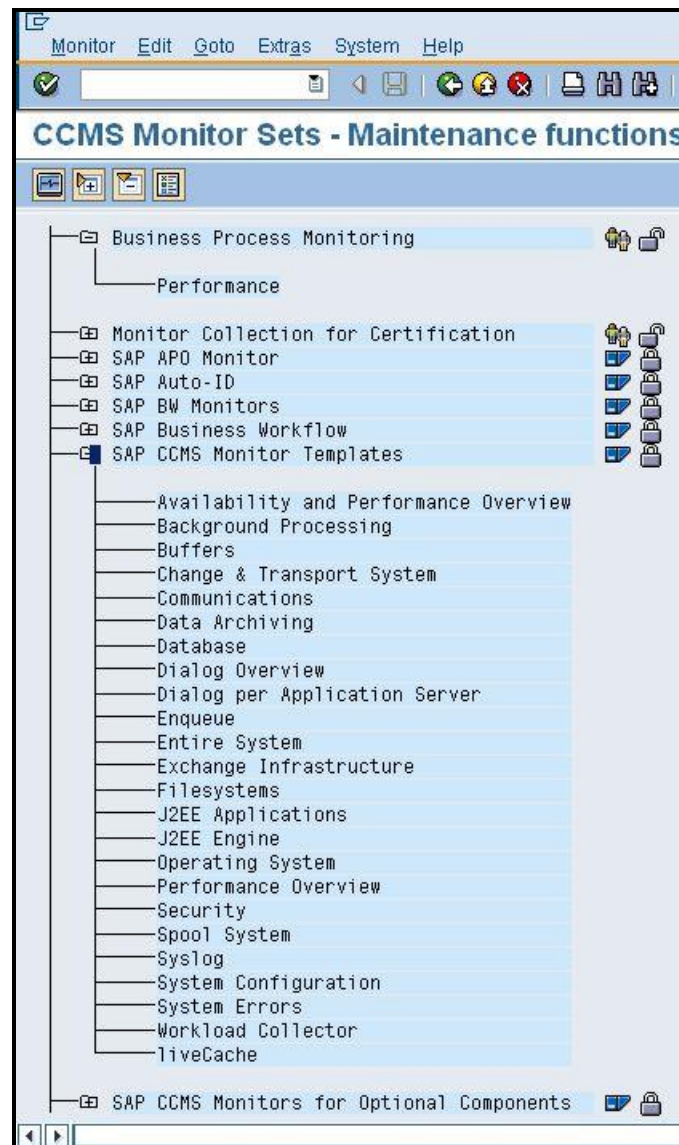 Monitor Edit Goto Extras System Help
CCMS Monitor Sets - Maintenance functions
Business Process Monitoring
Performance
Monitor Collection for Certification
SAP APO Monitor
SAP Auto-ID
SAP BW Monitors
SAP Business Workflow
SAP CCMS Monitor Templates
Availability and Performance Overview
Background Processing
Buffers
Change & Transport System
Communications
Data Archiving
Database
Dialog Overview
Dialog per Application Server
Enqueue
Entire System
Exchange Infrastructure
Filesystems
J2EE Applications
J2EE Engine
Operating System
Performance Overview
Security
Spool System
Syslog
System Configuration
System Errors
Workload Collector
liveCache
SAP CCMS Monitors for Optional Components